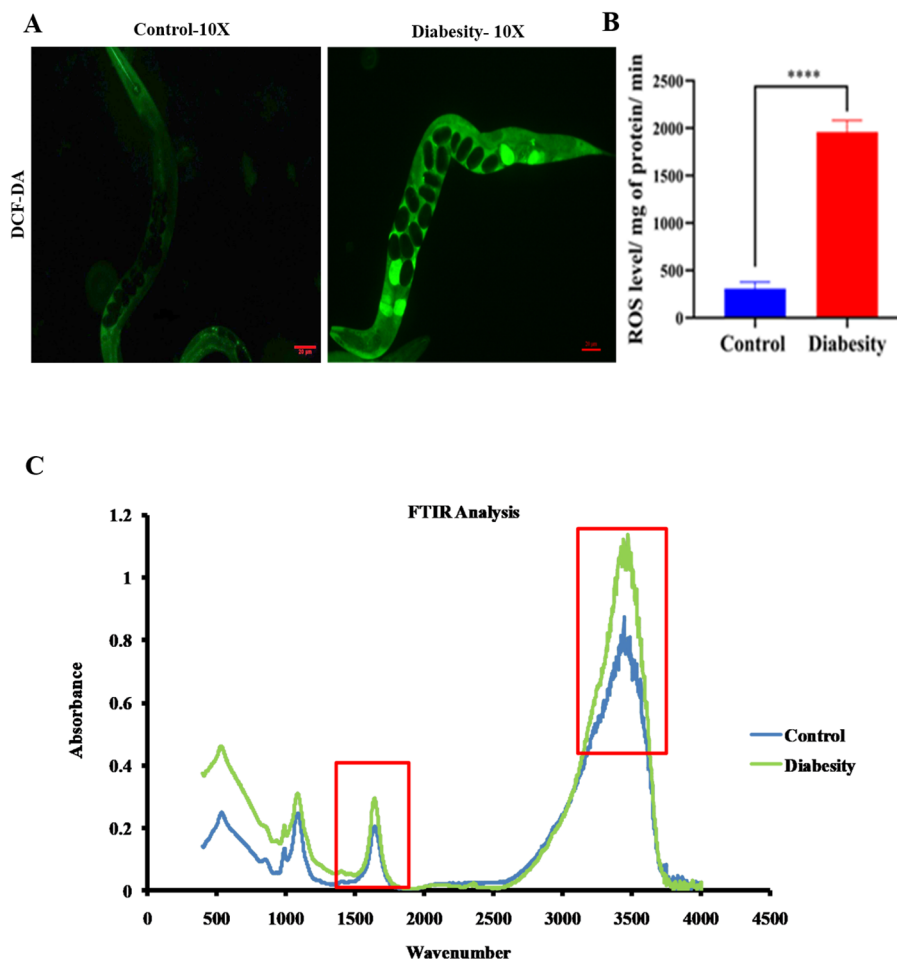 A
Control-10X
Diabesity- 10X
DCF-DA
B
ROS level/ mg of protein/ min
2500
2000
1500
1000
500
0
****
Control
Diabesity
C
FTIR Analysis
Absorbance
1.2
1
0.8
0.6
0.4
0.2
0
0
500
1000
1500
2000
2500
3000
3500
4000
4500
Wavenumber
Control
Diabesity